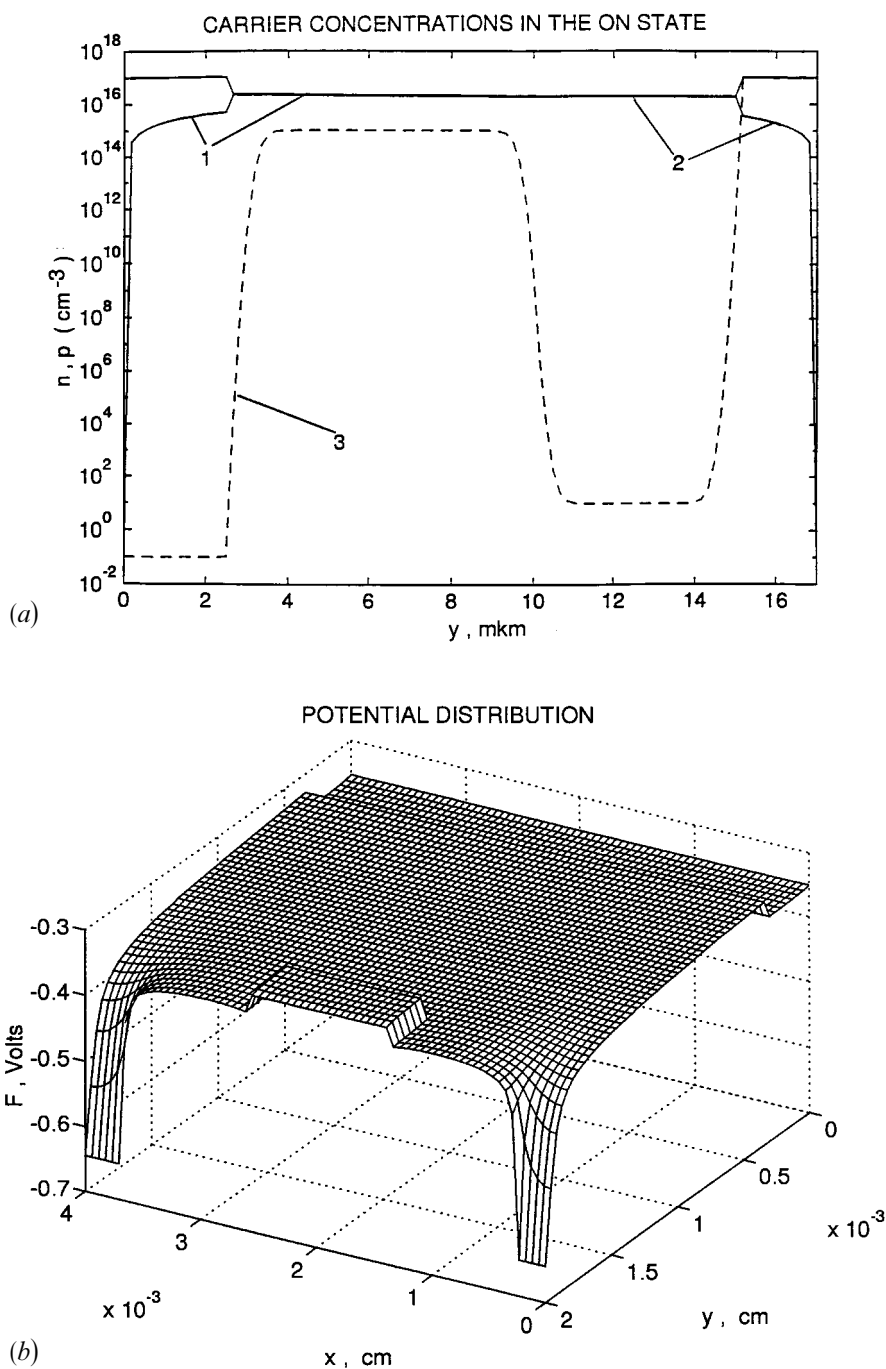 CARRIER CONCENTRATIONS IN THE ON STATE
10^18
10^16
10^14
10^12
10^10
10^8
10^6
10^4
10^2
10^0
10^-2
n, p (cm^-3)
1
2
3
0 2 4 6 8 10 12 14 16
y , mkm
(a)
POTENTIAL DISTRIBUTION
-0.3
-0.4
-0.5
-0.6
-0.7
F , Volts
4 3 2 1 0
x 10^-3
x , cm
2 1.5 1 0.5 0
x 10^-3
y , cm
(b)